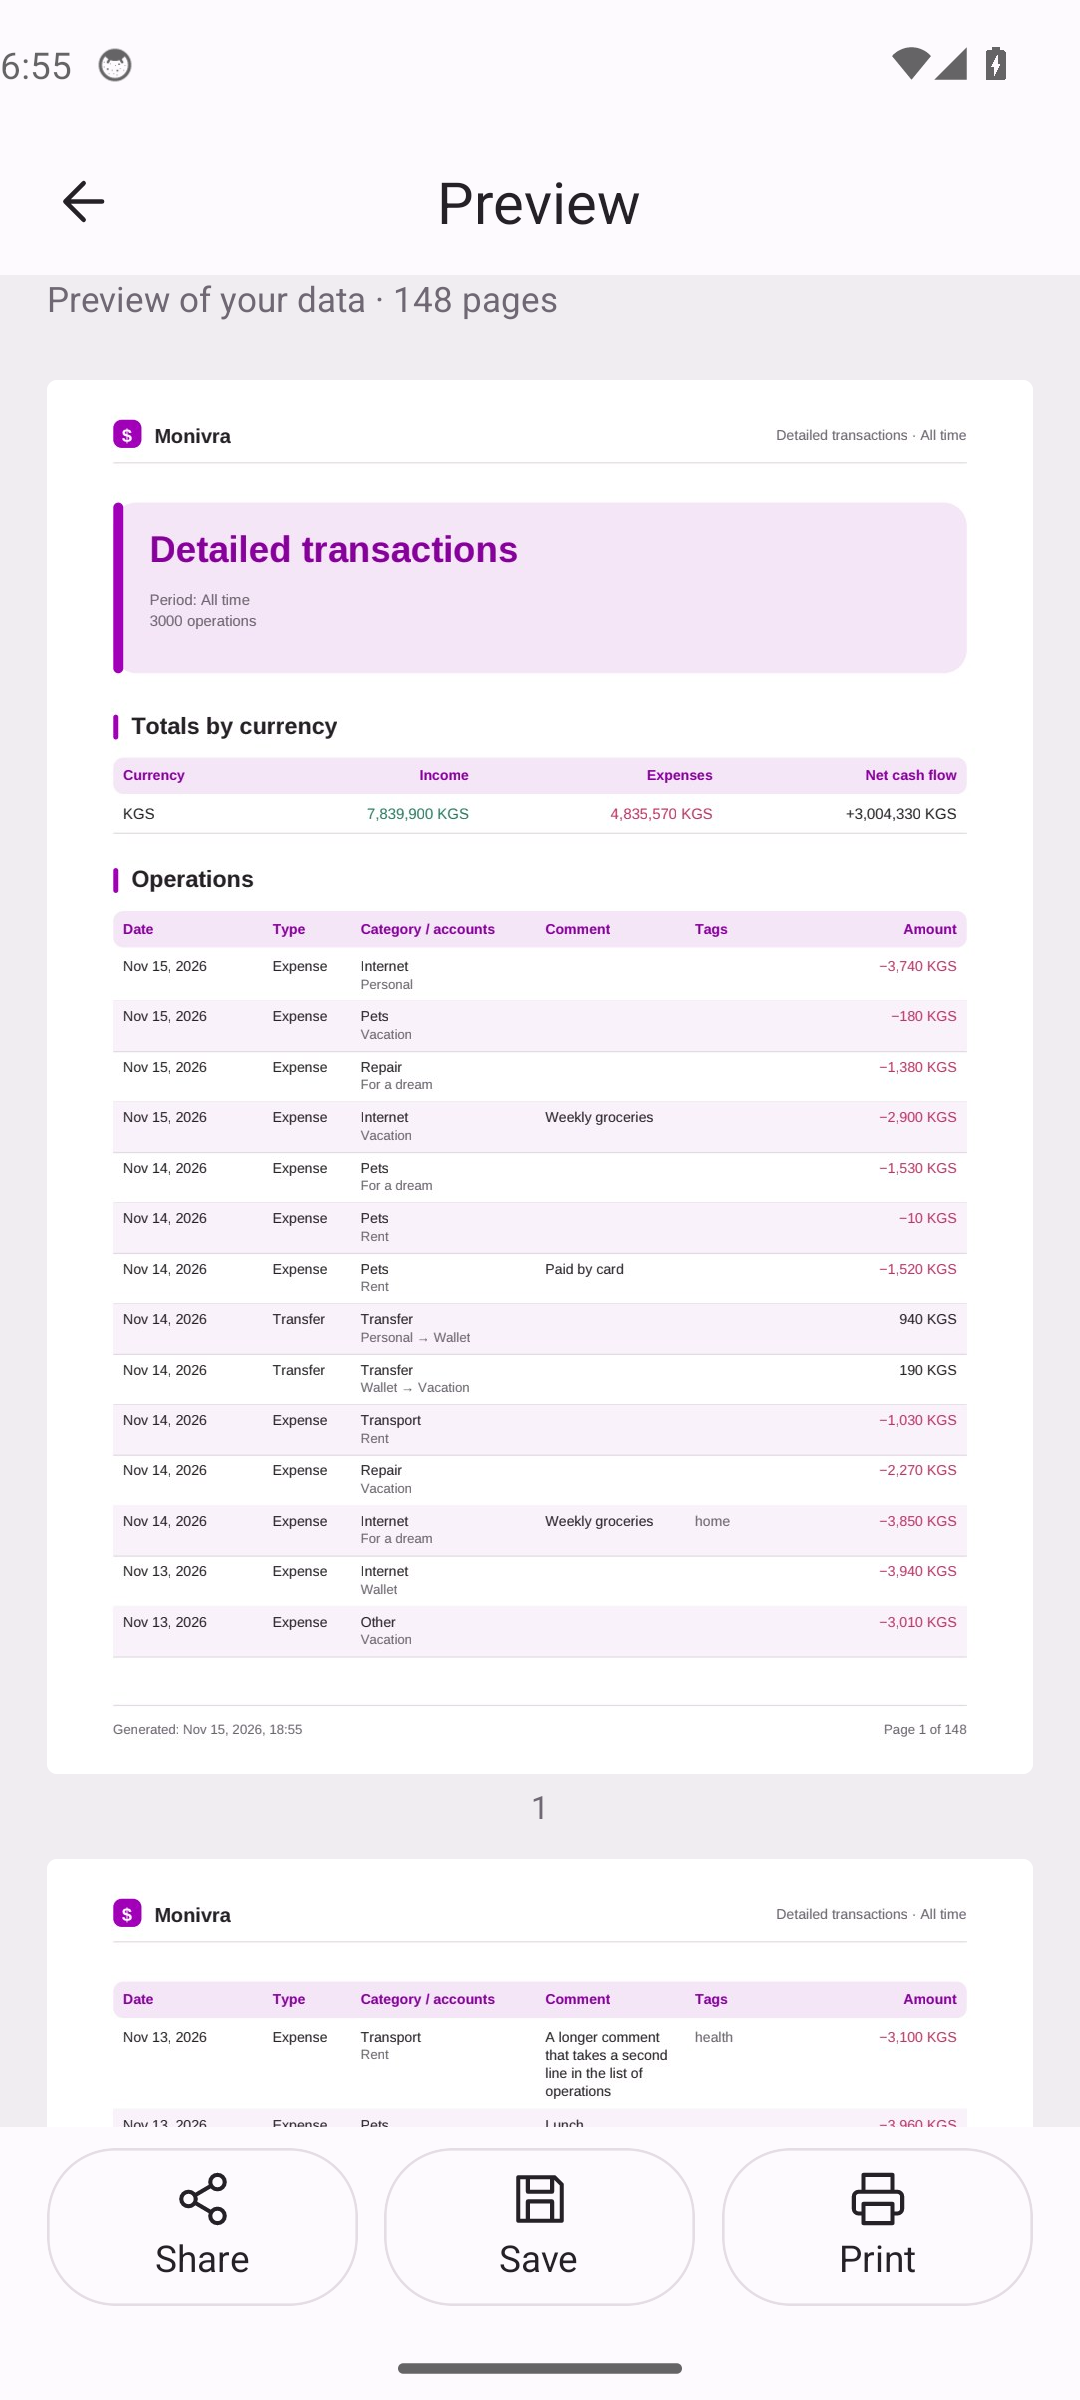 6:55
Preview
Preview of your data · 148 pages
$ Monivra Detailed transactions · All time
Detailed transactions
Period: All time
3000 operations
Totals by currency
Currency Income Expenses Net cash flow
KGS 7,839,900 KGS 4,835,570 KGS +3,004,330 KGS
Operations
Date Type Category / accounts Comment Tags Amount
Nov 15, 2026 Expense Internet −3,740 KGS
Personal
Nov 15, 2026 Expense Pets −180 KGS
Vacation
Nov 15, 2026 Expense Repair −1,380 KGS
For a dream
Nov 15, 2026 Expense Internet Weekly groceries −2,900 KGS
Vacation
Nov 14, 2026 Expense Pets −1,530 KGS
For a dream
Nov 14, 2026 Expense Pets −10 KGS
Rent
Nov 14, 2026 Expense Pets Paid by card −1,520 KGS
Rent
Nov 14, 2026 Transfer Transfer 940 KGS
Personal → Wallet
Nov 14, 2026 Transfer Transfer 190 KGS
Wallet → Vacation
Nov 14, 2026 Expense Transport −1,030 KGS
Rent
Nov 14, 2026 Expense Repair −2,270 KGS
Vacation
Nov 14, 2026 Expense Internet Weekly groceries home −3,850 KGS
For a dream
Nov 13, 2026 Expense Internet −3,940 KGS
Wallet
Nov 13, 2026 Expense Other −3,010 KGS
Vacation
Generated: Nov 15, 2026, 18:55 Page 1 of 148
1
$ Monivra Detailed transactions · All time
Date Type Category / accounts Comment Tags Amount
Nov 13, 2026 Expense Transport A longer comment health −3,100 KGS
Rent that takes a second
line in the list of
operations
Nov 13, 2026 Expense Pets Lunch −3,960 KGS
Share Save Print